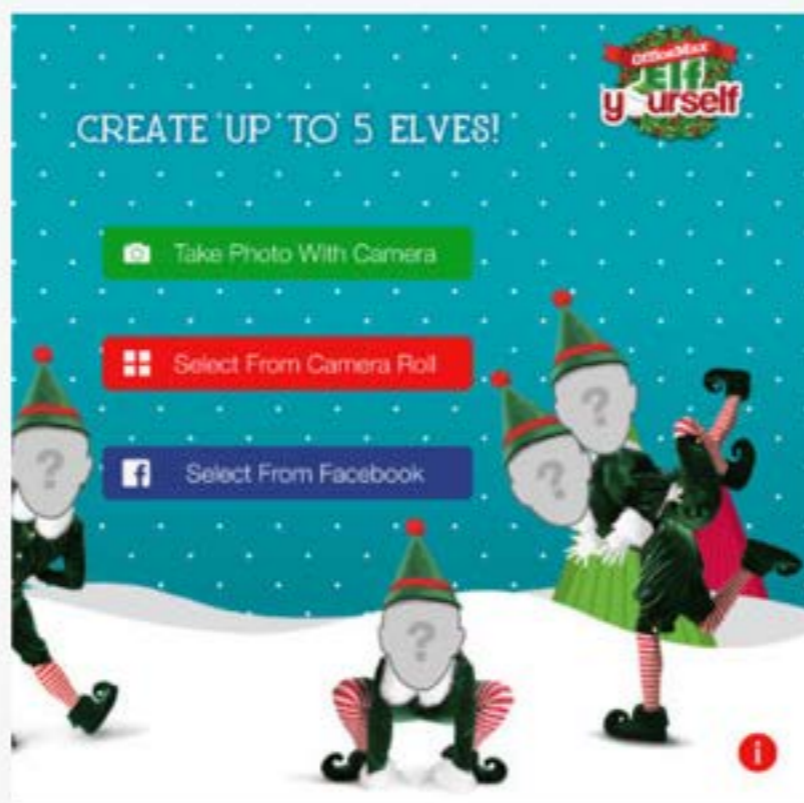 OfficeMax
Elf
yourself
CREATE UP TO 5 ELVES!
Take Photo With Camera
Select From Camera Roll
f Select From Facebook
?
?
?
?
i